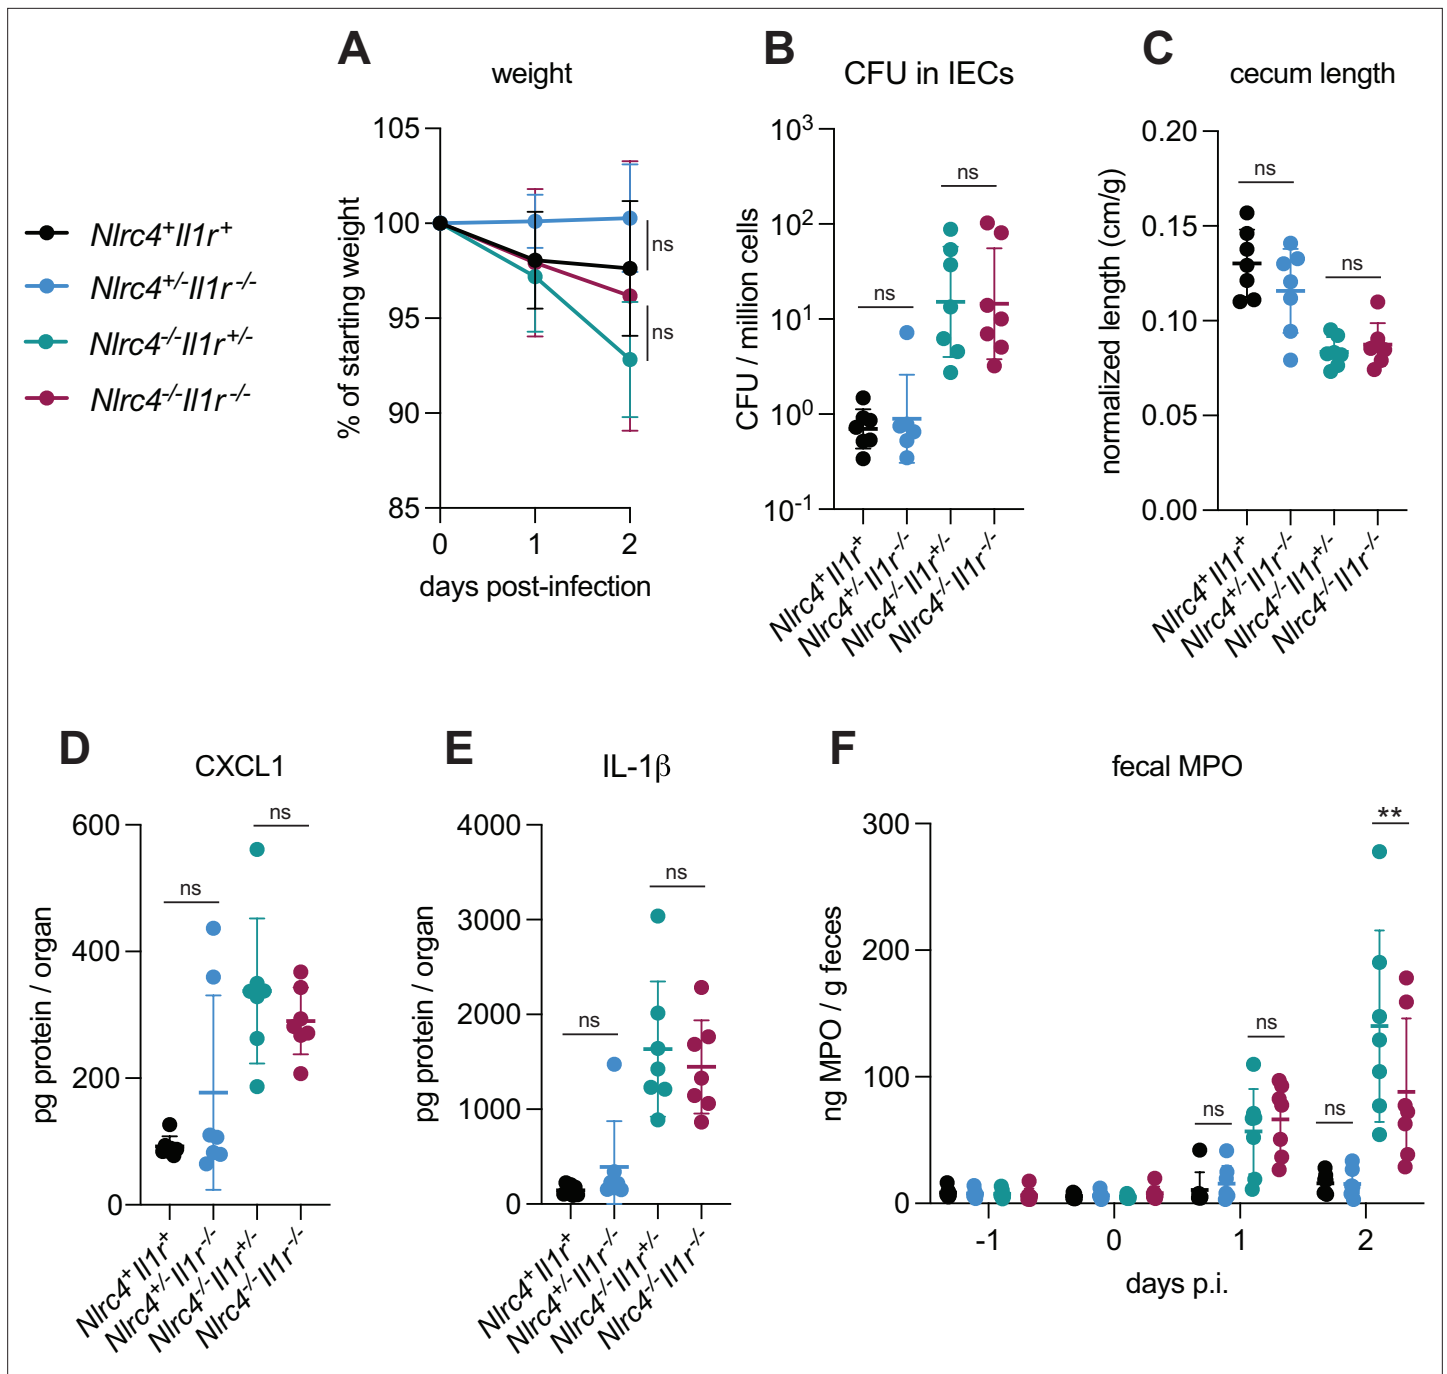 A
weight
105
100
95
90
85
% of starting weight
ns
ns
0 1 2
days post-infection
Nlrc4+Il1r+
Nlrc4+/-Il1r-/-
Nlrc4-/-Il1r+/-
Nlrc4-/-Il1r-/-
B
CFU in IECs
10³
10²
10¹
10⁰
10⁻¹
CFU / million cells
ns
ns
Nlrc4+Il1r+
Nlrc4+/-Il1r-/-
Nlrc4-/-Il1r+/-
Nlrc4-/-Il1r-/-
C
cecum length
0.20
0.15
0.10
0.05
0.00
normalized length (cm/g)
ns
ns
Nlrc4+Il1r+
Nlrc4+/-Il1r-/-
Nlrc4-/-Il1r+/-
Nlrc4-/-Il1r-/-
D
CXCL1
600
400
200
0
pg protein / organ
ns
ns
Nlrc4+Il1r+
Nlrc4+/-Il1r-/-
Nlrc4-/-Il1r+/-
Nlrc4-/-Il1r-/-
E
IL-1β
4000
3000
2000
1000
0
pg protein / organ
ns
ns
Nlrc4+Il1r+
Nlrc4+/-Il1r-/-
Nlrc4-/-Il1r+/-
Nlrc4-/-Il1r-/-
F
fecal MPO
300
200
100
0
ng MPO / g feces
**
ns
ns
ns
-1 0 1 2
days p.i.